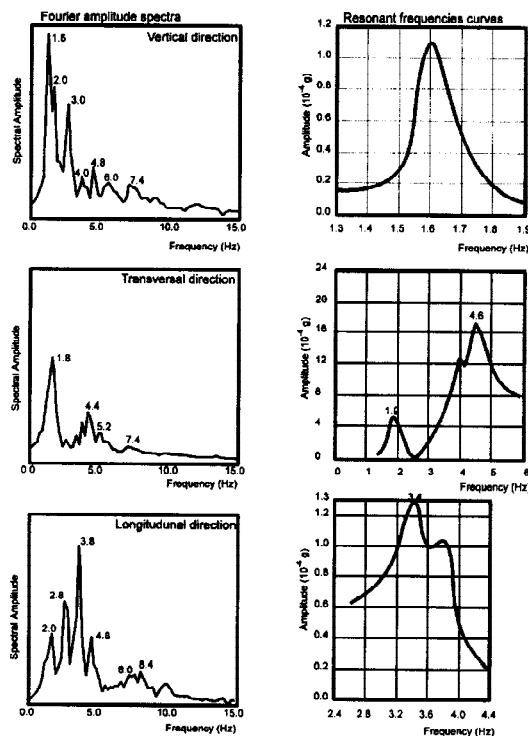 Fourier amplitude spectra
Resonant frequencies curves
Vertical direction
Spectral Amplitude
1.5
2.0
3.0
4.0
4.8
6.0
7.4
0.0 5.0 10.0 15.0
Frequency (Hz)
Amplitude (10⁻⁴ g)
1.2
1.0
0.8
0.6
0.4
0.2
0.0
1.3 1.4 1.5 1.6 1.7 1.8 1.9
Frequency (Hz)
Transversal direction
Spectral Amplitude
1.8
4.4
5.2
7.4
0.0 5.0 10.0 15.0
Frequency (Hz)
Amplitude (10⁻⁴ g)
24
20
16
12
8
4
0
4.6
0 1 2 3 4 5 6
Frequency (Hz)
Longitudunal direction
Spectral Amplitude
2.0
2.8
3.8
4.8
6.0
8.4
0.0 5.0 10.0 15.0
Frequency (Hz)
Amplitude (10⁻⁴ g)
1.3
1.2
1.0
0.8
0.6
0.4
0.2
0.0
3.4
2.4 3.2 3.6 4.0 4.4
Frequency (Hz)